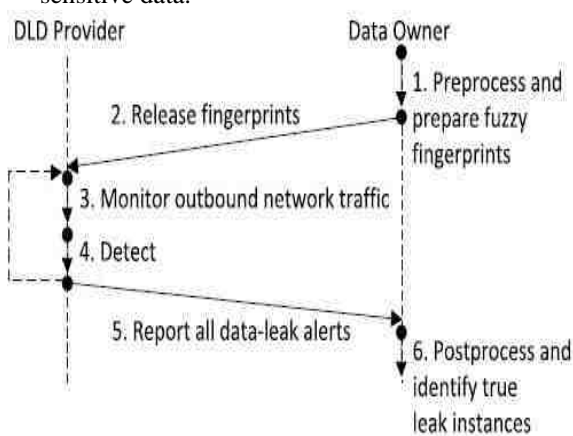 sensitive data.
DLD Provider
Data Owner
1. Preprocess and
prepare fuzzy
fingerprints
2. Release fingerprints
3. Monitor outbound network traffic
4. Detect
5. Report all data-leak alerts
6. Postprocess and
identify true
leak instances